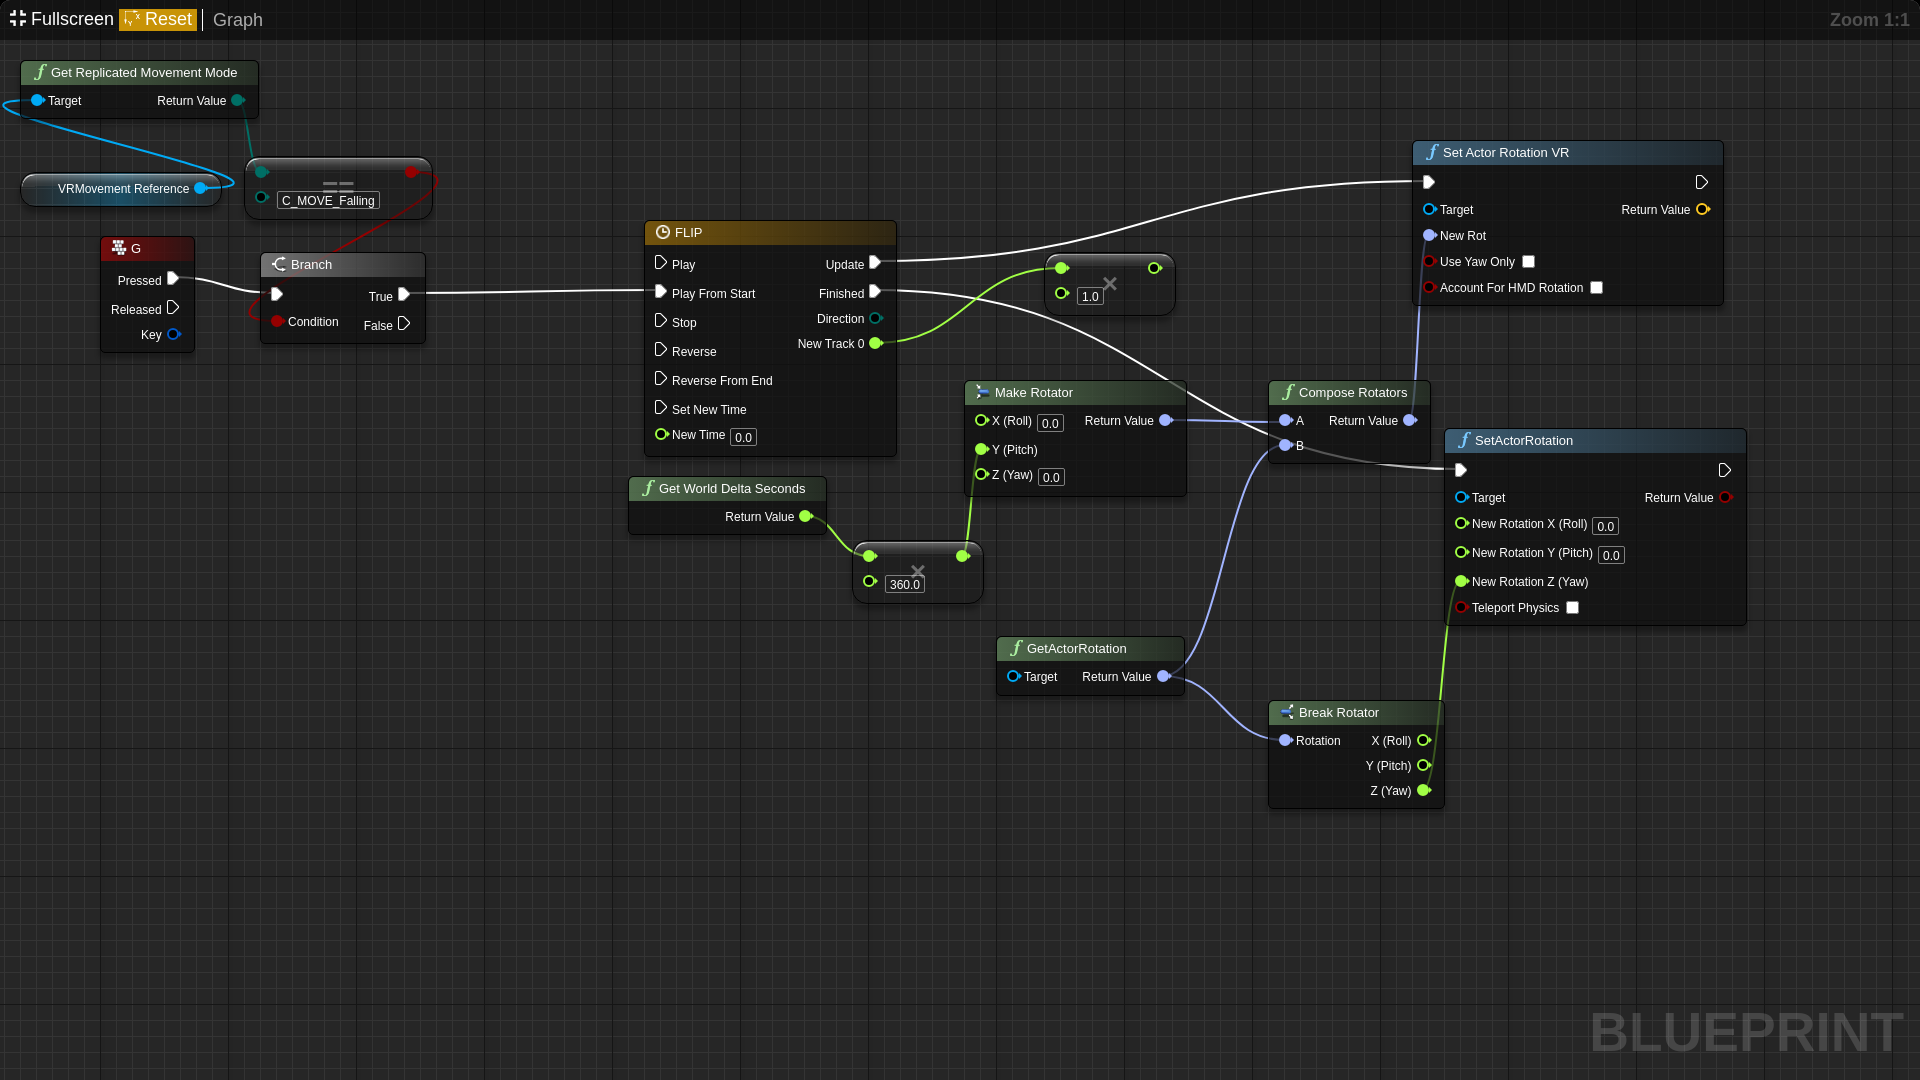 Fullscreen Reset Graph
Zoom 1:1
Get Replicated Movement Mode
Target Return Value
VRMovement Reference
==
C_MOVE_Falling
G
Pressed
Released
Key
Branch
True
Condition
False
FLIP
Play Update
Play From Start Finished
Stop Direction
Reverse New Track 0
Reverse From End
Set New Time
New Time 0.0
×
1.0
Set Actor Rotation VR
Target Return Value
New Rot
Use Yaw Only
Account For HMD Rotation
Make Rotator
X (Roll) 0.0 Return Value
Y (Pitch)
Z (Yaw) 0.0
Compose Rotators
A Return Value
B
SetActorRotation
Target Return Value
New Rotation X (Roll) 0.0
New Rotation Y (Pitch) 0.0
New Rotation Z (Yaw)
Teleport Physics
Get World Delta Seconds
Return Value
×
360.0
GetActorRotation
Target Return Value
Break Rotator
Rotation X (Roll)
Y (Pitch)
Z (Yaw)
BLUEPRINT